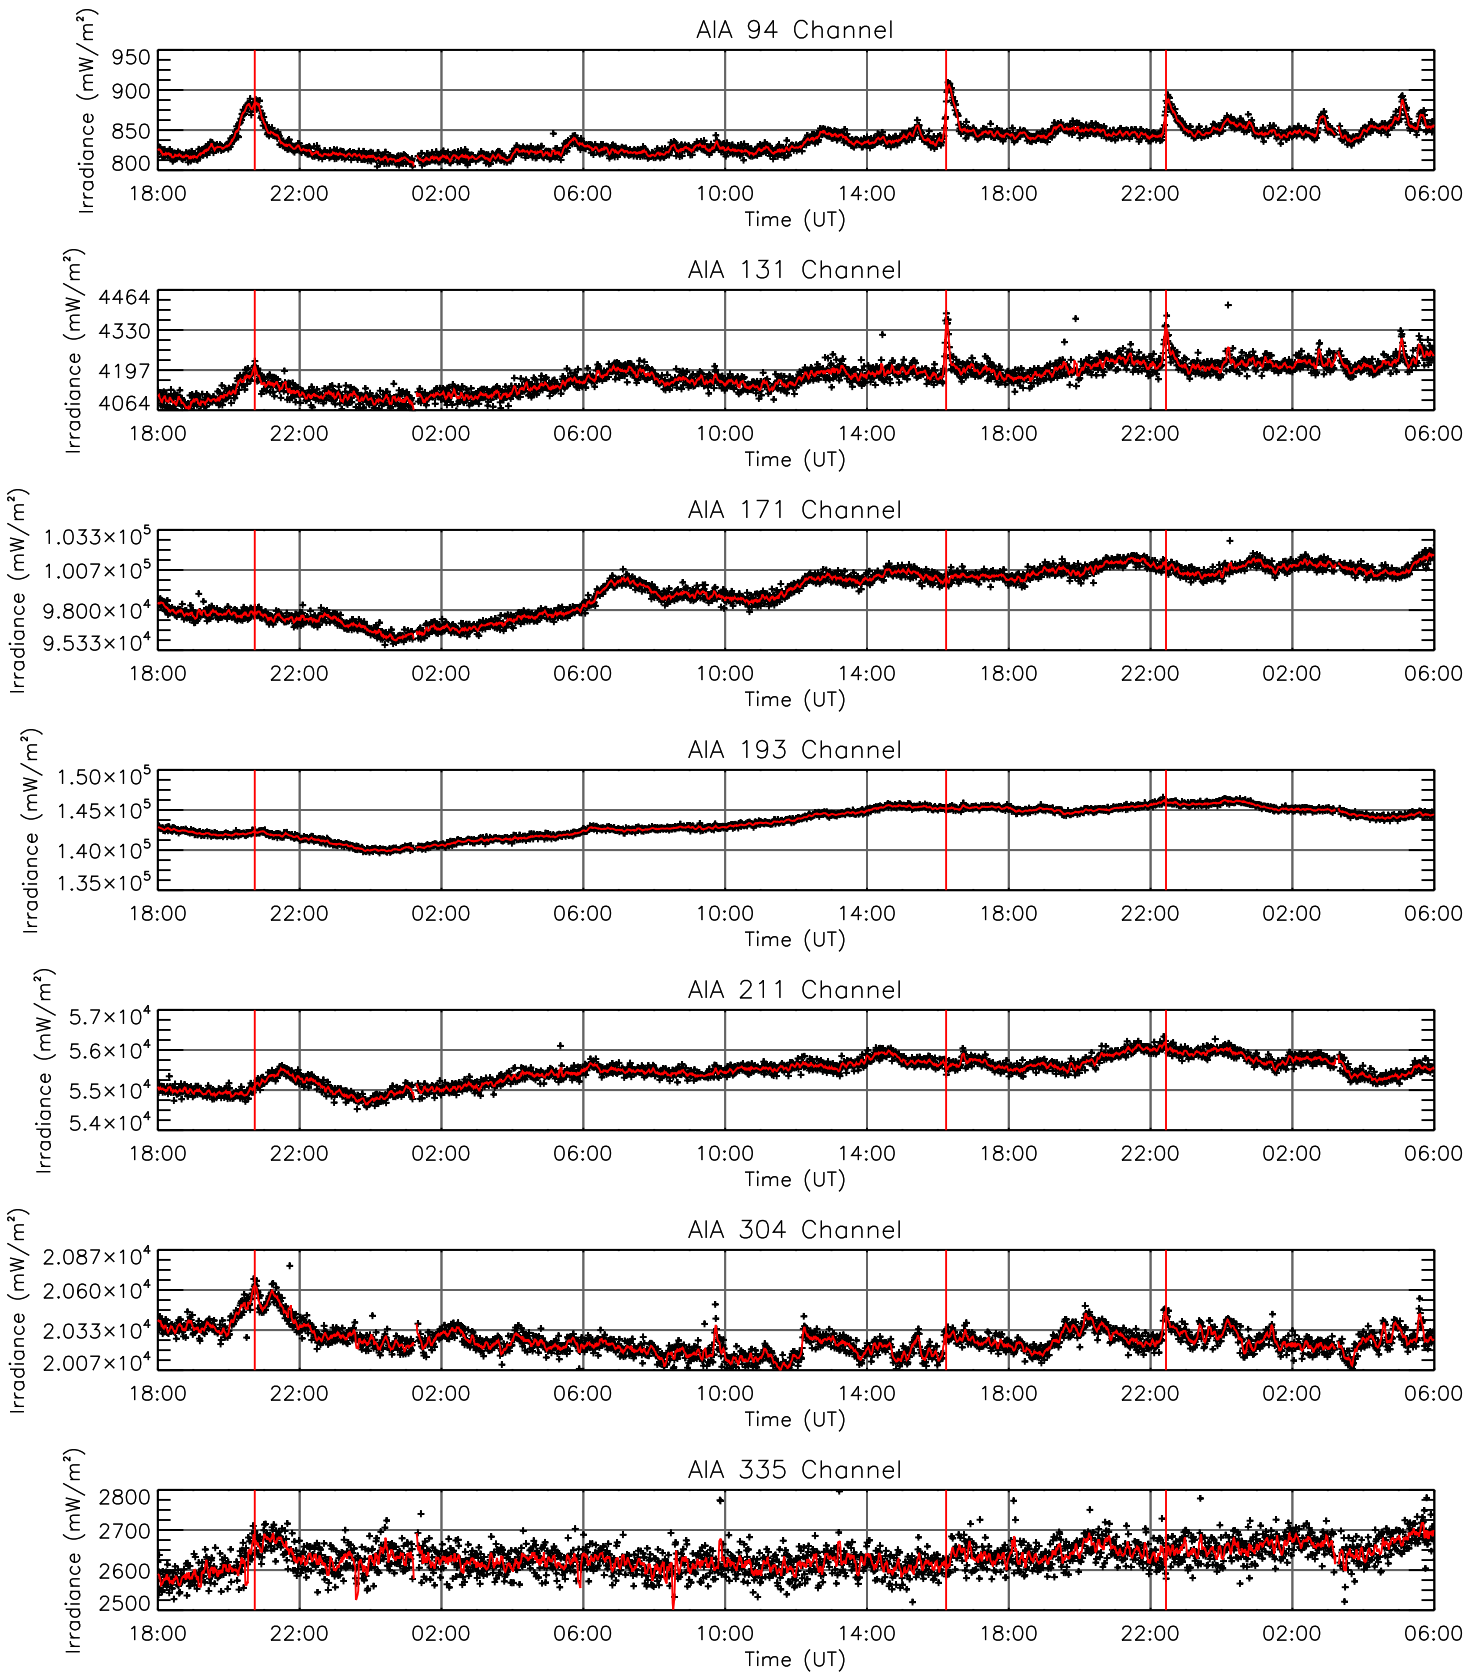 AIA 94 Channel
Irradiance (mW/m²)
950
900
850
800
18:00 22:00 02:00 06:00 10:00 14:00 18:00 22:00 02:00 06:00
Time (UT)
AIA 131 Channel
Irradiance (mW/m²)
4464
4330
4197
4064
18:00 22:00 02:00 06:00 10:00 14:00 18:00 22:00 02:00 06:00
Time (UT)
AIA 171 Channel
Irradiance (mW/m²)
1.033×10⁵
1.007×10⁵
9.800×10⁴
9.533×10⁴
18:00 22:00 02:00 06:00 10:00 14:00 18:00 22:00 02:00 06:00
Time (UT)
AIA 193 Channel
Irradiance (mW/m²)
1.50×10⁵
1.45×10⁵
1.40×10⁵
1.35×10⁵
18:00 22:00 02:00 06:00 10:00 14:00 18:00 22:00 02:00 06:00
Time (UT)
AIA 211 Channel
Irradiance (mW/m²)
5.7×10⁴
5.6×10⁴
5.5×10⁴
5.4×10⁴
18:00 22:00 02:00 06:00 10:00 14:00 18:00 22:00 02:00 06:00
Time (UT)
AIA 304 Channel
Irradiance (mW/m²)
2.087×10⁴
2.060×10⁴
2.033×10⁴
2.007×10⁴
18:00 22:00 02:00 06:00 10:00 14:00 18:00 22:00 02:00 06:00
Time (UT)
AIA 335 Channel
Irradiance (mW/m²)
2800
2700
2600
2500
18:00 22:00 02:00 06:00 10:00 14:00 18:00 22:00 02:00 06:00
Time (UT)